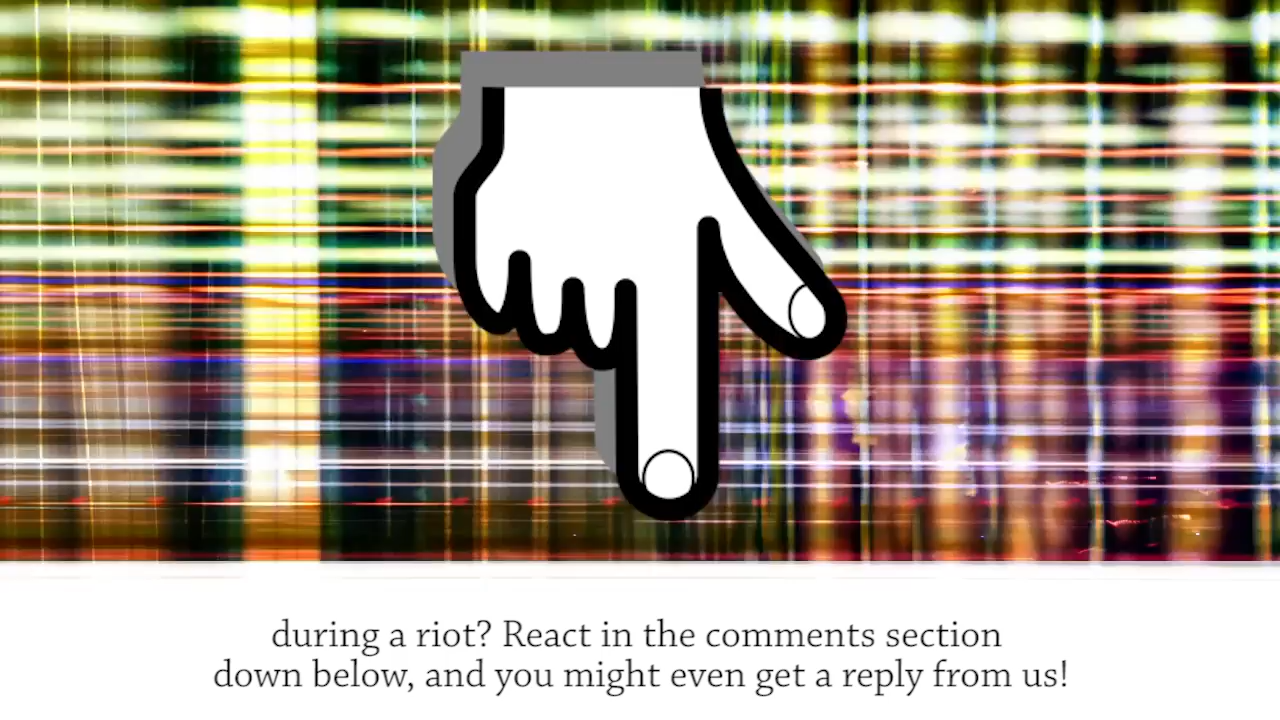 during a riot? React in the comments section
down below, and you might even get a reply from us!